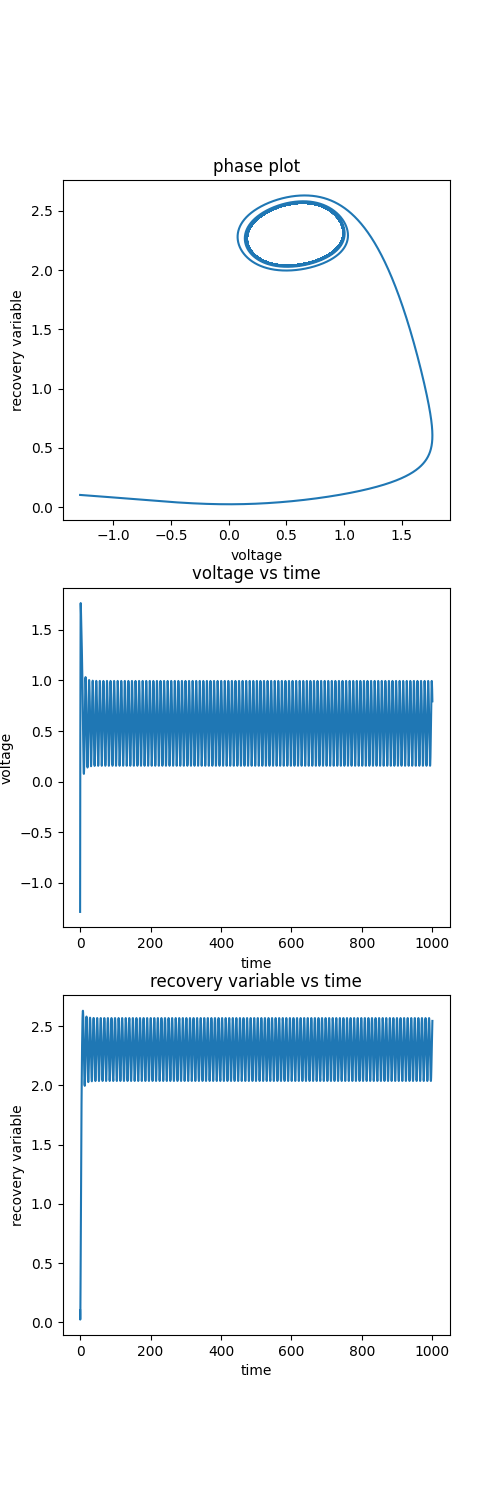 phase plot
2.5
2.0
1.5
1.0
0.5
0.0
recovery variable
−1.0 −0.5 0.0 0.5 1.0 1.5
voltage
voltage vs time
1.5
1.0
0.5
0.0
−0.5
−1.0
voltage
0 200 400 600 800 1000
time
recovery variable vs time
2.5
2.0
1.5
1.0
0.5
0.0
recovery variable
0 200 400 600 800 1000
time